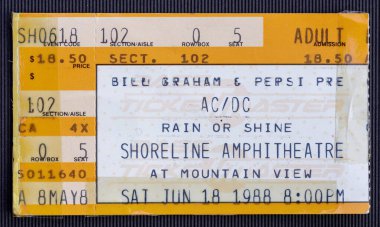 SH0618 102 0 5 ADULT
EVENT CODE SECTION/AISLE ROW/BOX SEAT ADMISSION
$18.50 SECT. 102 18.50
PRICE
BILL GRAHAM & PEPSI PRE
SECTION/AISLE
102
AC/DC
CA 4X
RAIN OR SHINE
ROW/BOX SEAT
0 5
SHORELINE AMPHITHEATRE
SO11640
AT MOUNTAIN VIEW
A 8MAY8
SAT JUN 18 1988 8:00PM